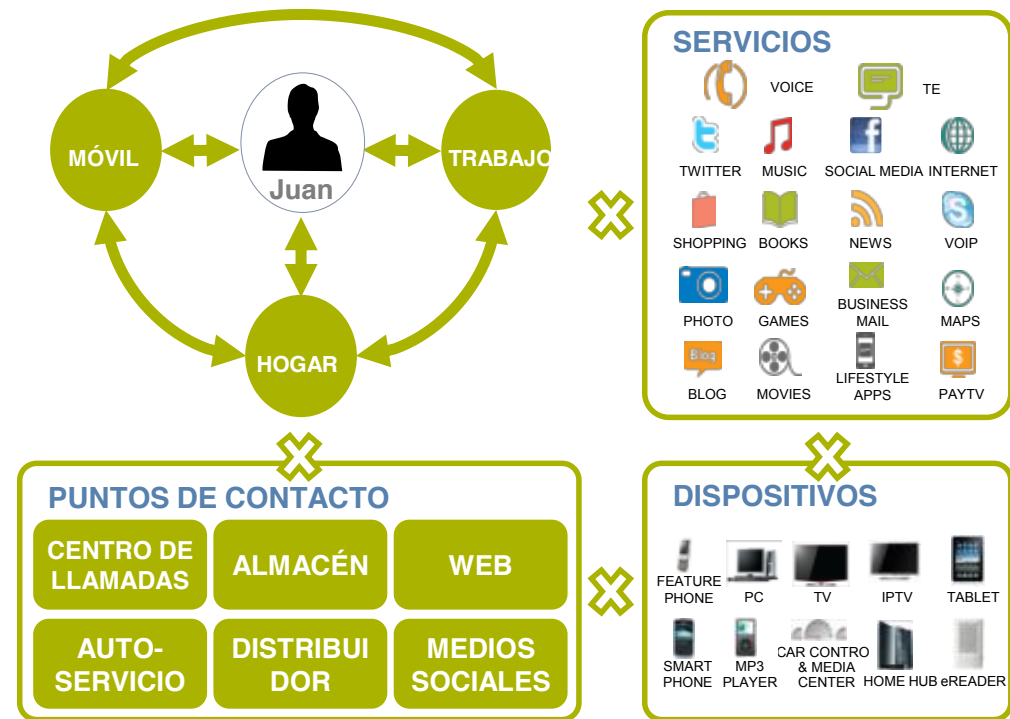 MÓVIL
Juan
TRABAJO
HOGAR
SERVICIOS
VOICE
TE
TWITTER
MUSIC
SOCIAL MEDIA
INTERNET
SHOPPING
BOOKS
NEWS
VOIP
PHOTO
GAMES
BUSINESS
MAIL
MAPS
Blog
BLOG
MOVIES
LIFESTYLE
APPS
$
PAYTV
PUNTOS DE CONTACTO
CENTRO DE
LLAMADAS
ALMACÉN
WEB
AUTO-
SERVICIO
DISTRIBUI
DOR
MEDIOS
SOCIALES
DISPOSITIVOS
FEATURE
PHONE
PC
TV
IPTV
TABLET
SMART
PHONE
MP3
PLAYER
CAR CONTRO
& MEDIA
CENTER
HOME HUB
eREADER